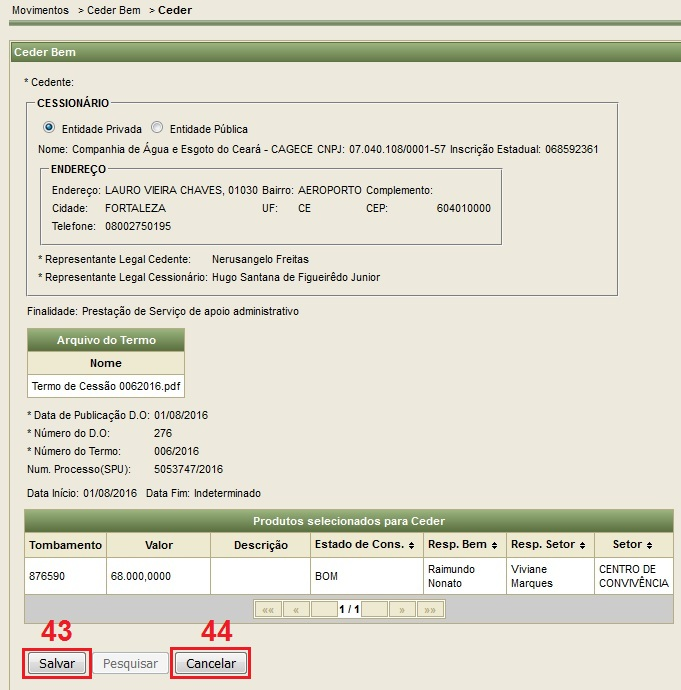 Movimentos > Ceder Bem > Ceder
Ceder Bem
* Cedente:
CESSIONÁRIO
Entidade Privada Entidade Pública
Nome: Companhia de Água e Esgoto do Ceará - CAGECE CNPJ: 07.040.108/0001-57 Inscrição Estadual: 068592361
ENDEREÇO
Endereço: LAURO VIEIRA CHAVES, 01030 Bairro: AEROPORTO Complemento:
Cidade: FORTALEZA UF: CE CEP: 604010000
Telefone: 08002750195
* Representante Legal Cedente: Nerusangelo Freitas
* Representante Legal Cessionário: Hugo Santana de Figueirêdo Junior
Finalidade: Prestação de Serviço de apoio administrativo
Arquivo do Termo
Nome
Termo de Cessão 0062016.pdf
* Data de Publicação D.O: 01/08/2016
* Número do D.O: 276
* Número do Termo: 006/2016
Num. Processo(SPU): 5053747/2016
Data Início: 01/08/2016 Data Fim: Indeterminado
Produtos selecionados para Ceder
Tombamento Valor Descrição Estado de Cons. Resp. Bem Resp. Setor Setor
876590 68.000,0000 BOM Raimundo Nonato Viviane Marques CENTRO DE CONVIVÊNCIA
«« « 1 / 1 » »»
43 44
Salvar Pesquisar Cancelar